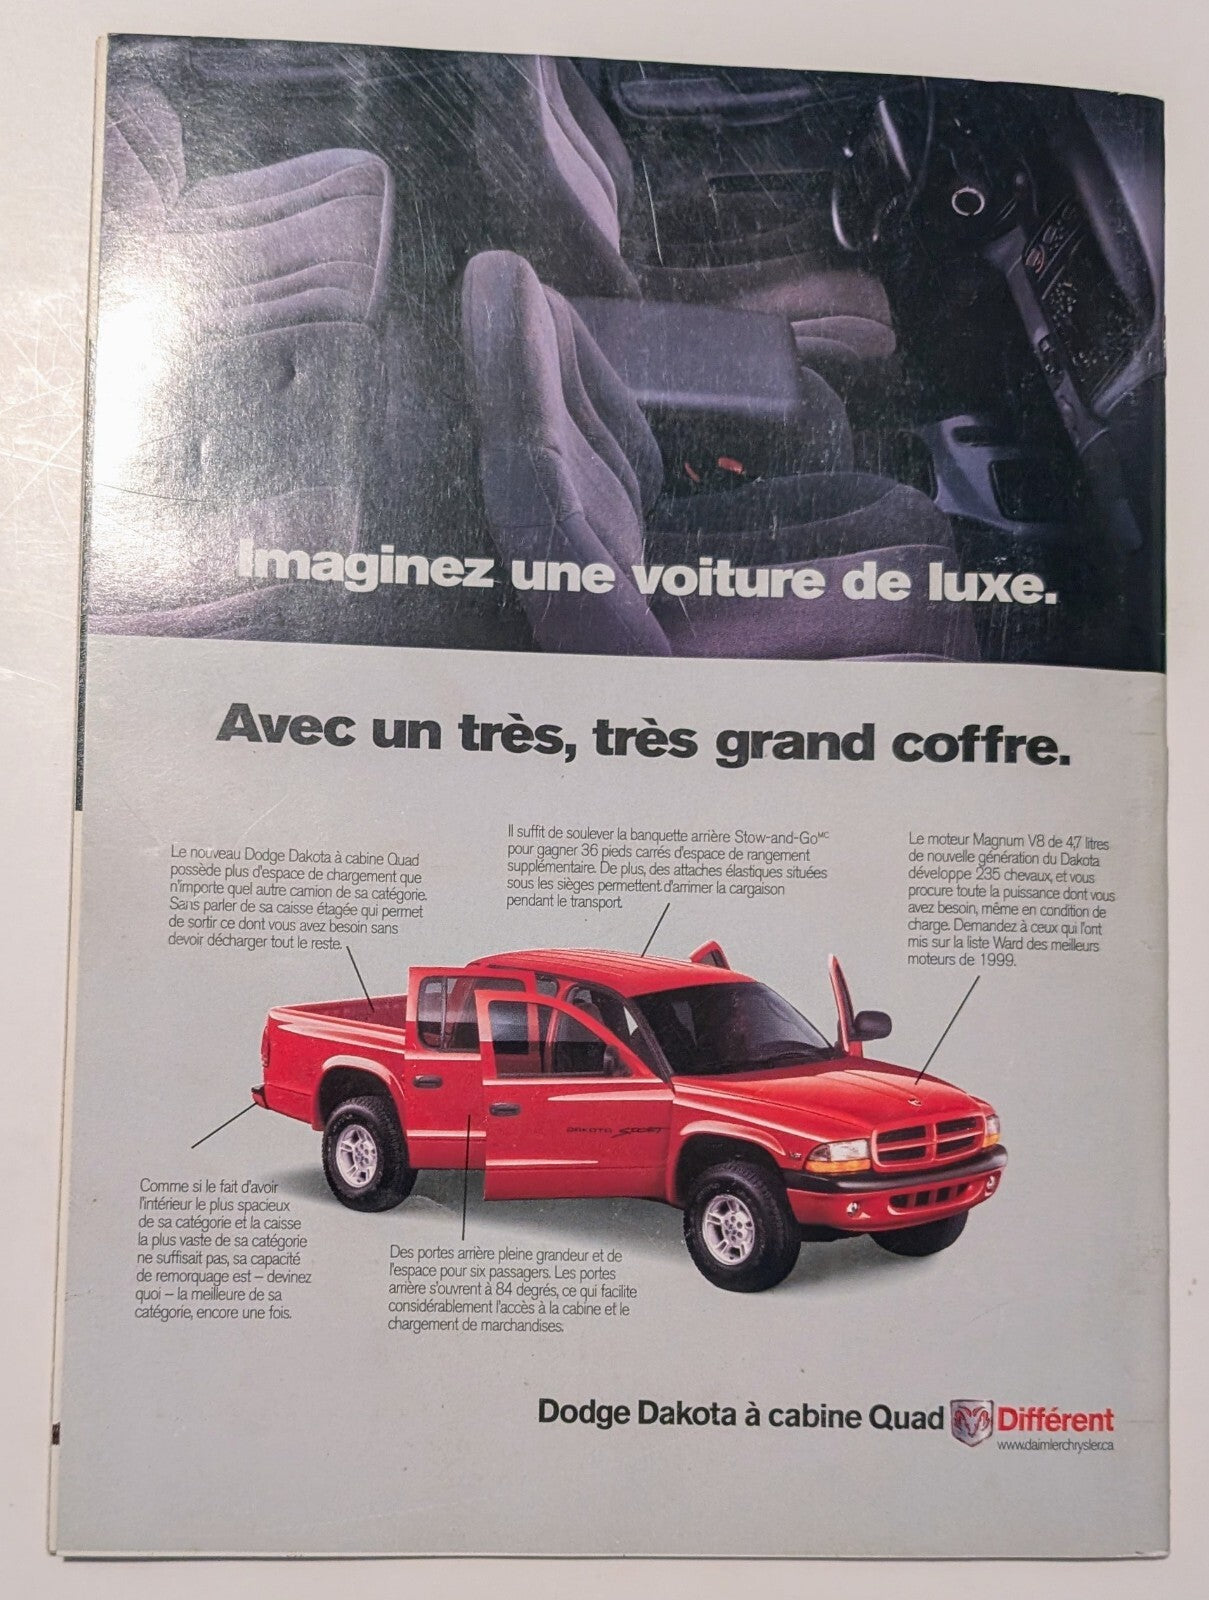 Imaginez une voiture de luxe.
Avec un très, très grand coffre.
Le nouveau Dodge Dakota à cabine Quad
possède plus d'espace de chargement que
n'importe quel autre camion de sa catégorie.
Sans parler de sa caisse étagée qui permet
de sortir ce dont vous avez besoin sans
devoir décharger tout le reste.
Il suffit de soulever la banquette arrière Stow-and-Goᴹᶜ
pour gagner 36 pieds carrés d'espace de rangement
supplémentaire. De plus, des attaches élastiques situées
sous les sièges permettent d'arrimer la cargaison
pendant le transport.
Le moteur Magnum V8 de 4,7 litres
de nouvelle génération du Dakota
développe 235 chevaux, et vous
procure toute la puissance dont vous
avez besoin, même en condition de
charge. Demandez à ceux qui l'ont
mis sur la liste Ward des meilleurs
moteurs de 1999.
DAKOTA SPORT
Comme si le fait d'avoir
l'intérieur le plus spacieux
de sa catégorie et la caisse
la plus vaste de sa catégorie
ne suffisait pas, sa capacité
de remorquage est – devinez
quoi – la meilleure de sa
catégorie, encore une fois.
Des portes arrière pleine grandeur et de
l'espace pour six passagers. Les portes
arrière s'ouvrent à 84 degrés, ce qui facilite
considérablement l'accès à la cabine et le
chargement de marchandises.
Dodge Dakota à cabine Quad Différent
www.daimlerchrysler.ca